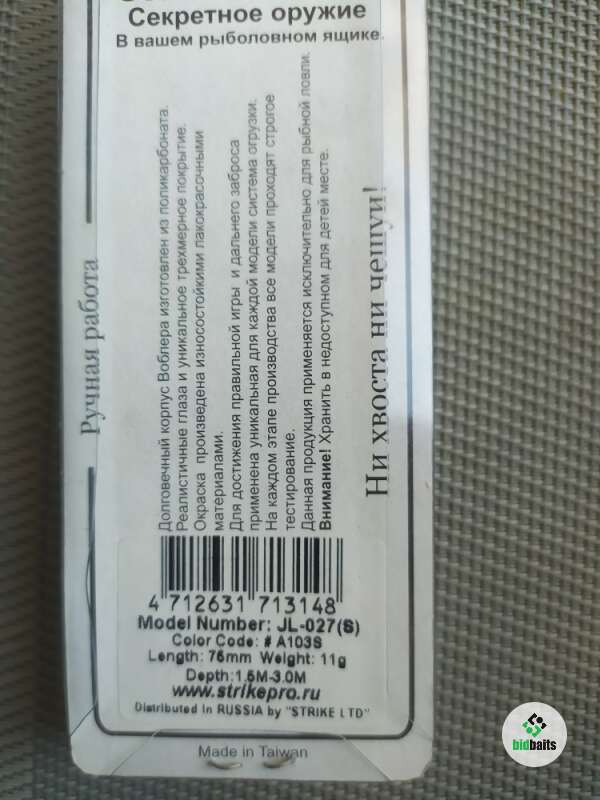 Секретное оружие
В вашем рыболовном ящике.
Ручная работа
Долговечный корпус Воблера изготовлен из поликарбоната.
Реалистичные глаза и уникальное трехмерное покрытие.
Окраска произведена износостойкими лакокрасочными
материалами.
Для достижения правильной игры и дальнего заброса
применена уникальная для каждой модели система огрузки.
На каждом этапе производства все модели проходят строгое
тестирование.
Данная продукция применяется исключительно для рыбной ловли.
Внимание! Хранить в недоступном для детей месте.
Ни хвоста ни чешуи!
4 712631 713148
Model Number: JL-027(S)
Color Code: # A103S
Length: 76mm Weight: 11g
Depth:1.5M-3.0M
www.strikepro.ru
Distributed in RUSSIA by "STRIKE LTD"
Made in Taiwan
bidbaits